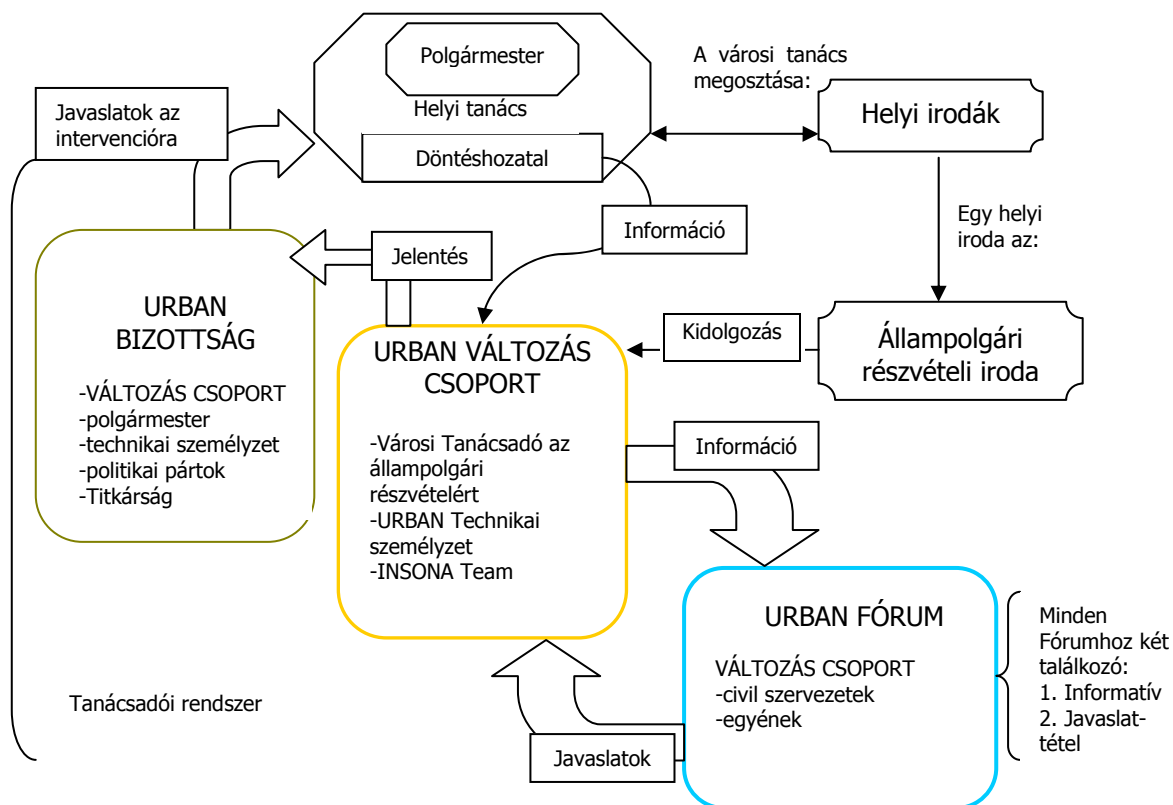 Polgármester
Helyi tanács
Döntéshozatal
A városi tanács
megosztása:
Helyi irodák
Javaslatok az
intervencióra
Információ
Egy helyi
iroda az:
Jelentés
URBAN
BIZOTTSÁG
-VÁLTOZÁS CSOPORT
-polgármester
-technikai személyzet
-politikai pártok
-Titkárság
URBAN VÁLTOZÁS
CSOPORT
-Városi Tanácsadó az
állampolgári
részvételért
-URBAN Technikai
személyzet
-INSONA Team
Kidolgozás
Állampolgári
részvételi iroda
Információ
URBAN FÓRUM
VÁLTOZÁS CSOPORT
-civil szervezetek
-egyének
Minden
Fórumhoz két
találkozó:
1. Informatív
2. Javaslat-
tétel
Tanácsadói rendszer
Javaslatok